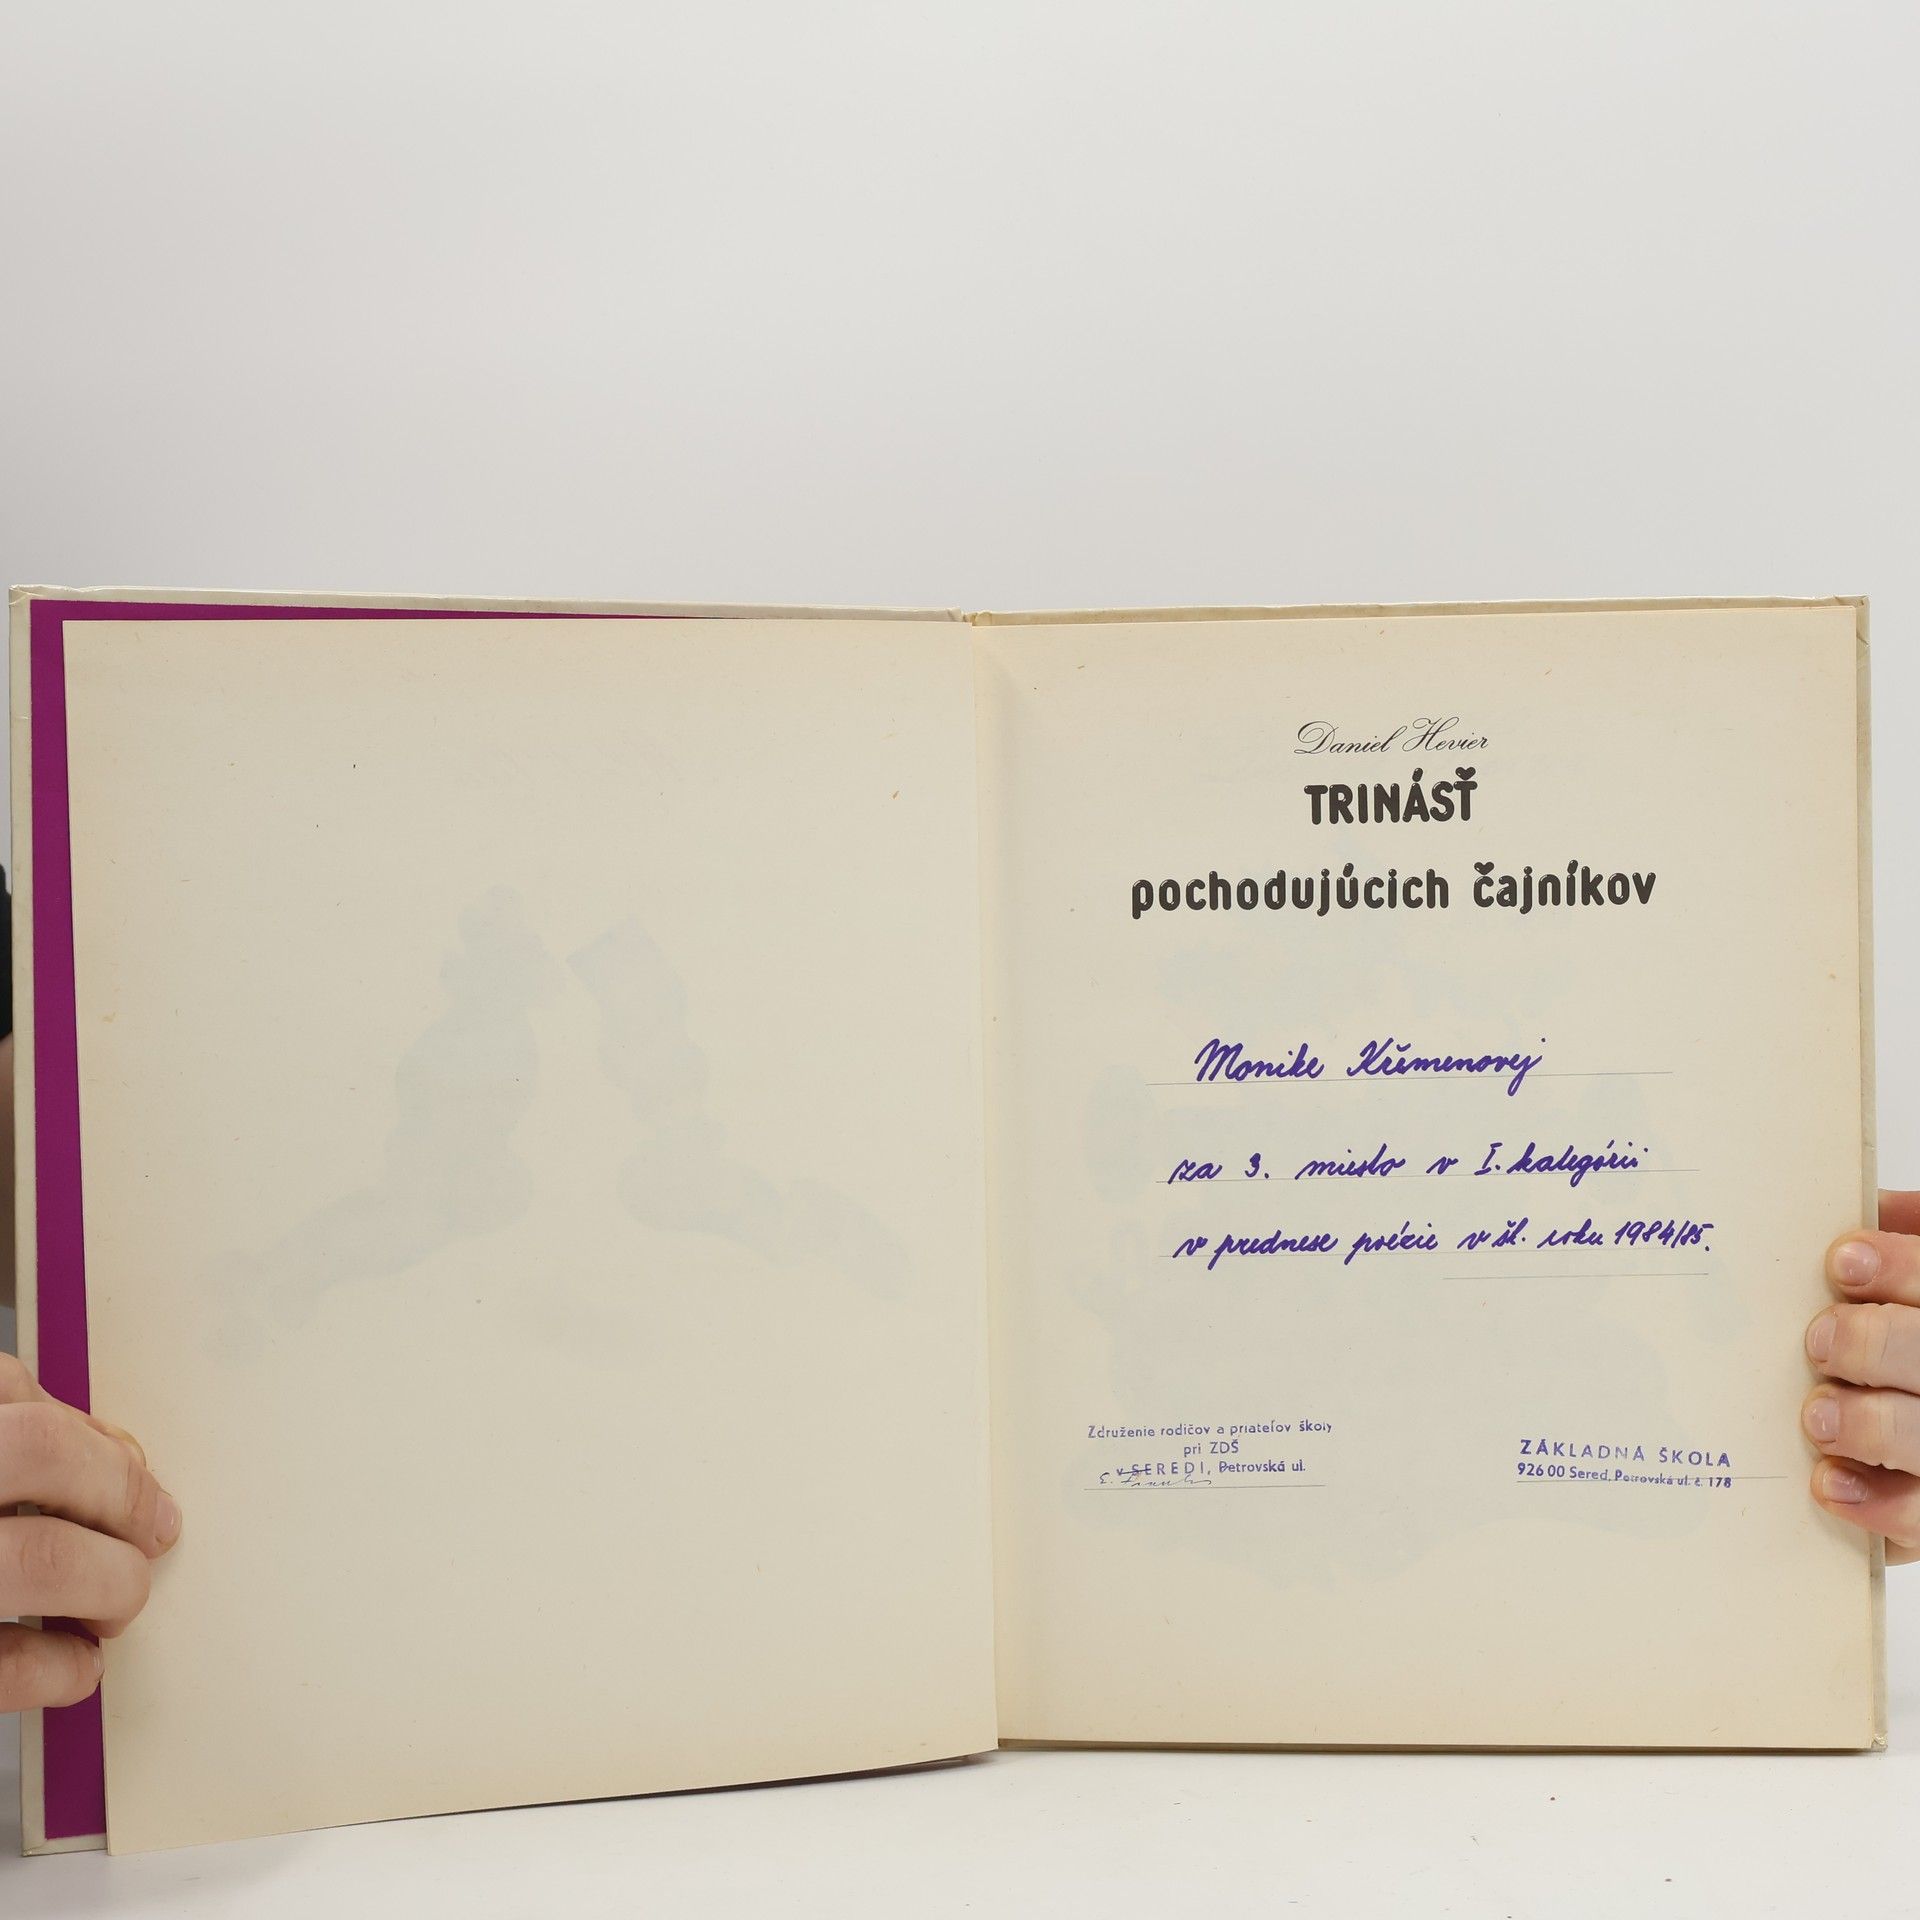 Daniel Hevier
TRINÁSŤ
pochodujúcich čajníkov
Monike Křemenovej
za 3. miesto v I. kategórii
v prednese poézie v šk. roku 1984/85.
Združenie rodičov a priateľov školy
pri ZDŠ
v SEREDI, Petrovská ul.
ZÁKLADNÁ ŠKOLA
926 00 Sereď, Petrovská ul. č. 178